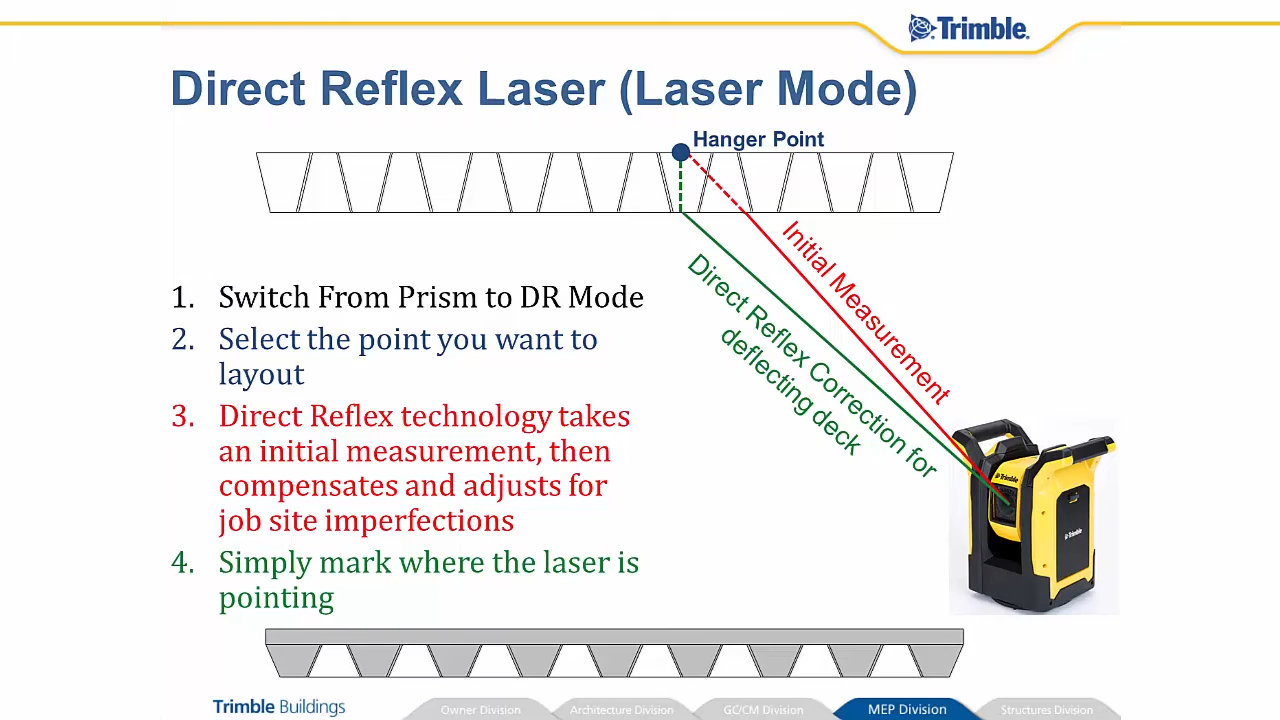 Trimble.
Direct Reflex Laser (Laser Mode)
Hanger Point
Initial Measurement
Direct Reflex Correction for
deflecting deck
1. Switch From Prism to DR Mode
2. Select the point you want to
layout
3. Direct Reflex technology takes
an initial measurement, then
compensates and adjusts for
job site imperfections
4. Simply mark where the laser is
pointing
Trimble
Trimble
Trimble Buildings
Owner Division
Architecture Division
GC/CM Division
MEP Division
Structures Division